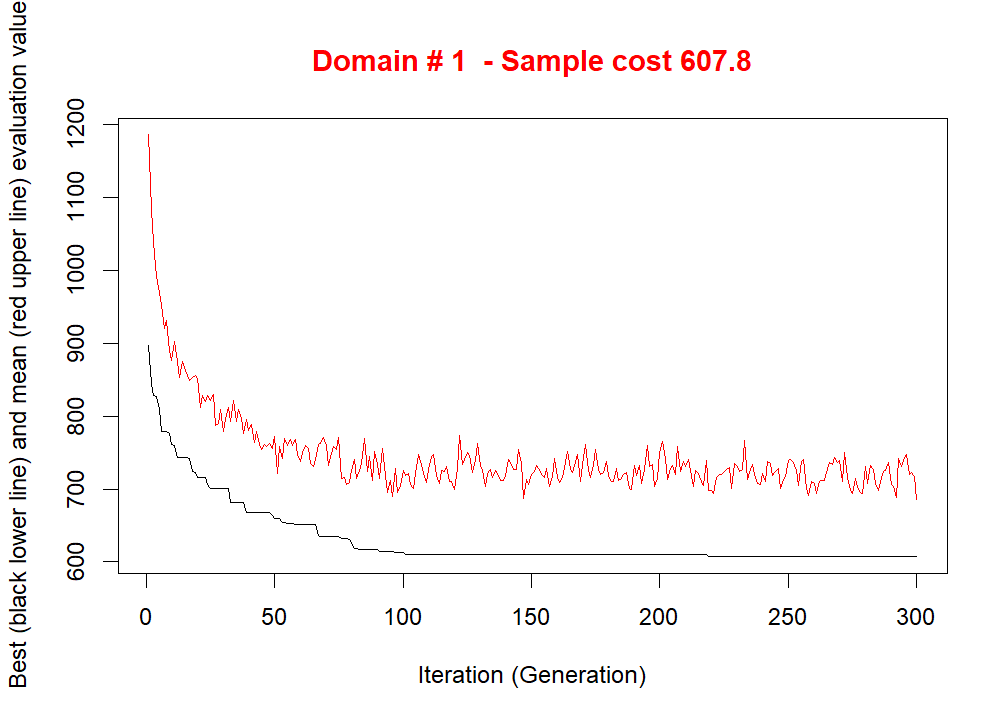 Domain # 1  - Sample cost 607.8
Best (black lower line) and mean (red upper line) evaluation value
1200
1100
1000
900
800
700
600
0 50 100 150 200 250 300
Iteration (Generation)